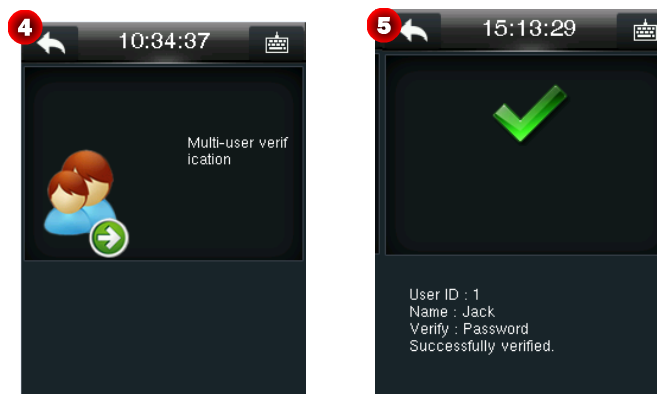 4
10:34:37
Multi-user verif
ication
5
15:13:29
User ID : 1
Name : Jack
Verify : Password
Successfully verified.